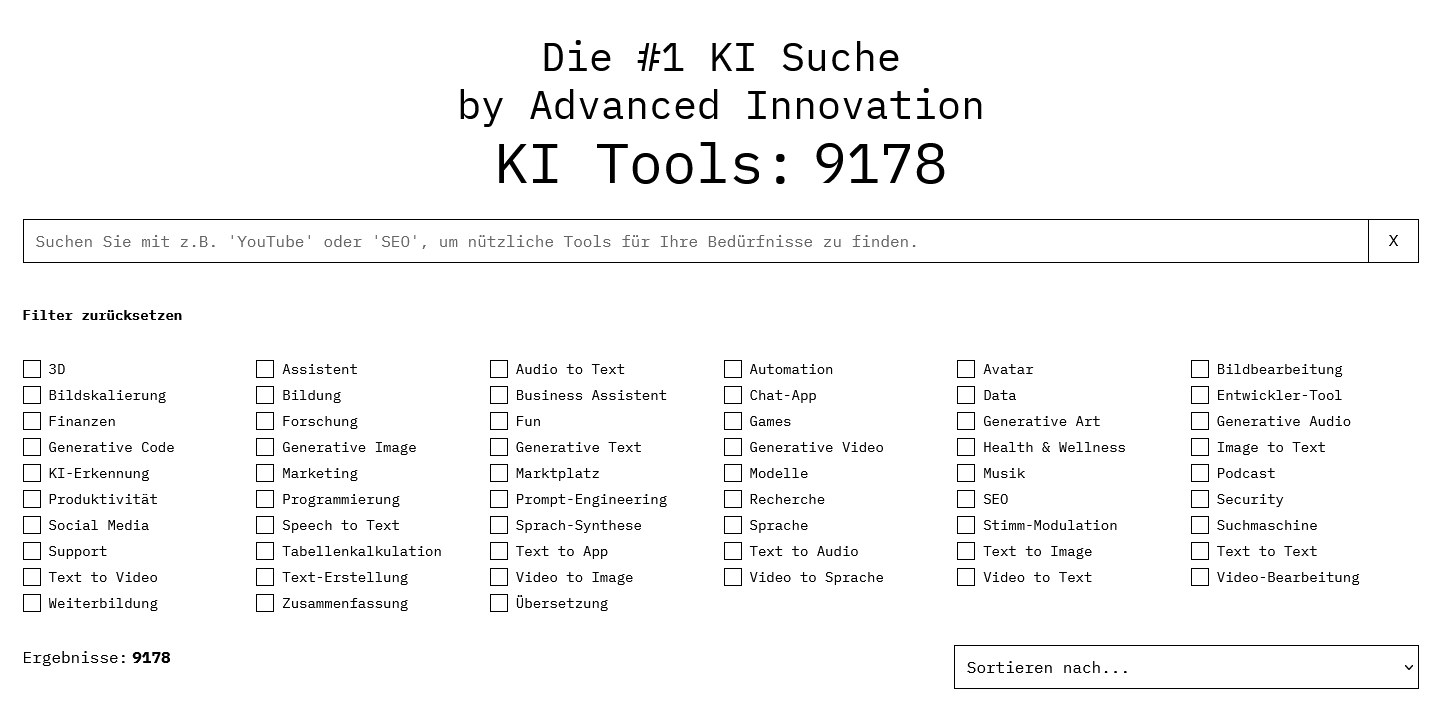 Die #1 KI Suche
by Advanced Innovation
KI Tools: 9178
Suchen Sie mit z.B. 'YouTube' oder 'SEO', um nützliche Tools für Ihre Bedürfnisse zu finden. X
Filter zurücksetzen
3D Assistent Audio to Text Automation Avatar Bildbearbeitung
Bildskalierung Bildung Business Assistent Chat-App Data Entwickler-Tool
Finanzen Forschung Fun Games Generative Art Generative Audio
Generative Code Generative Image Generative Text Generative Video Health & Wellness Image to Text
KI-Erkennung Marketing Marktplatz Modelle Musik Podcast
Produktivität Programmierung Prompt-Engineering Recherche SEO Security
Social Media Speech to Text Sprach-Synthese Sprache Stimm-Modulation Suchmaschine
Support Tabellenkalkulation Text to App Text to Audio Text to Image Text to Text
Text to Video Text-Erstellung Video to Image Video to Sprache Video to Text Video-Bearbeitung
Weiterbildung Zusammenfassung Übersetzung
Ergebnisse: 9178 Sortieren nach...